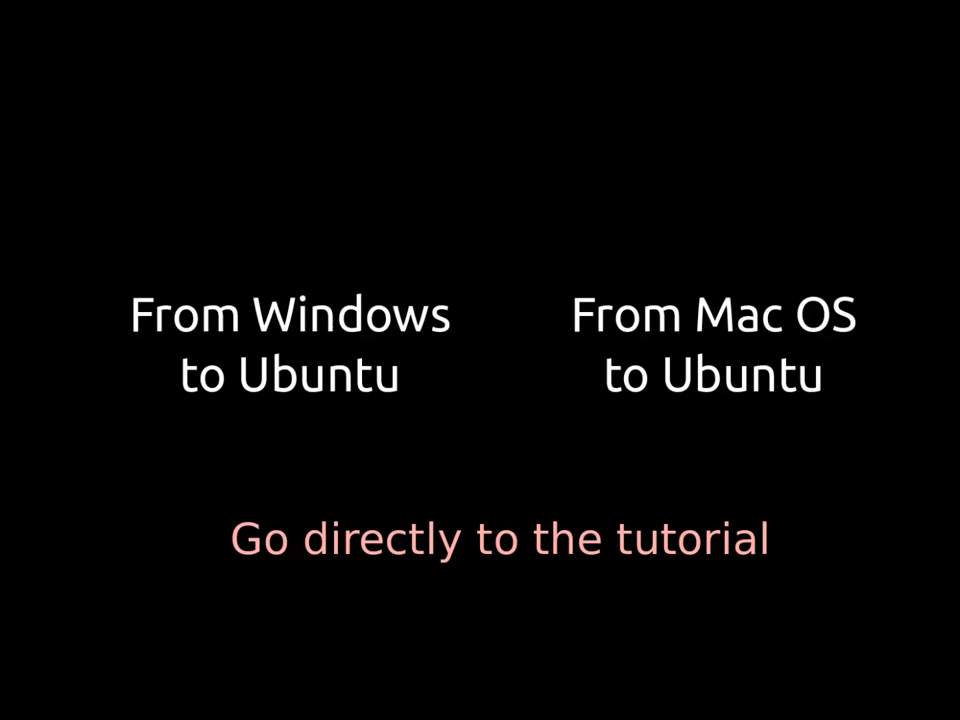 From Windows
to Ubuntu
From Mac OS
to Ubuntu
Go directly to the tutorial